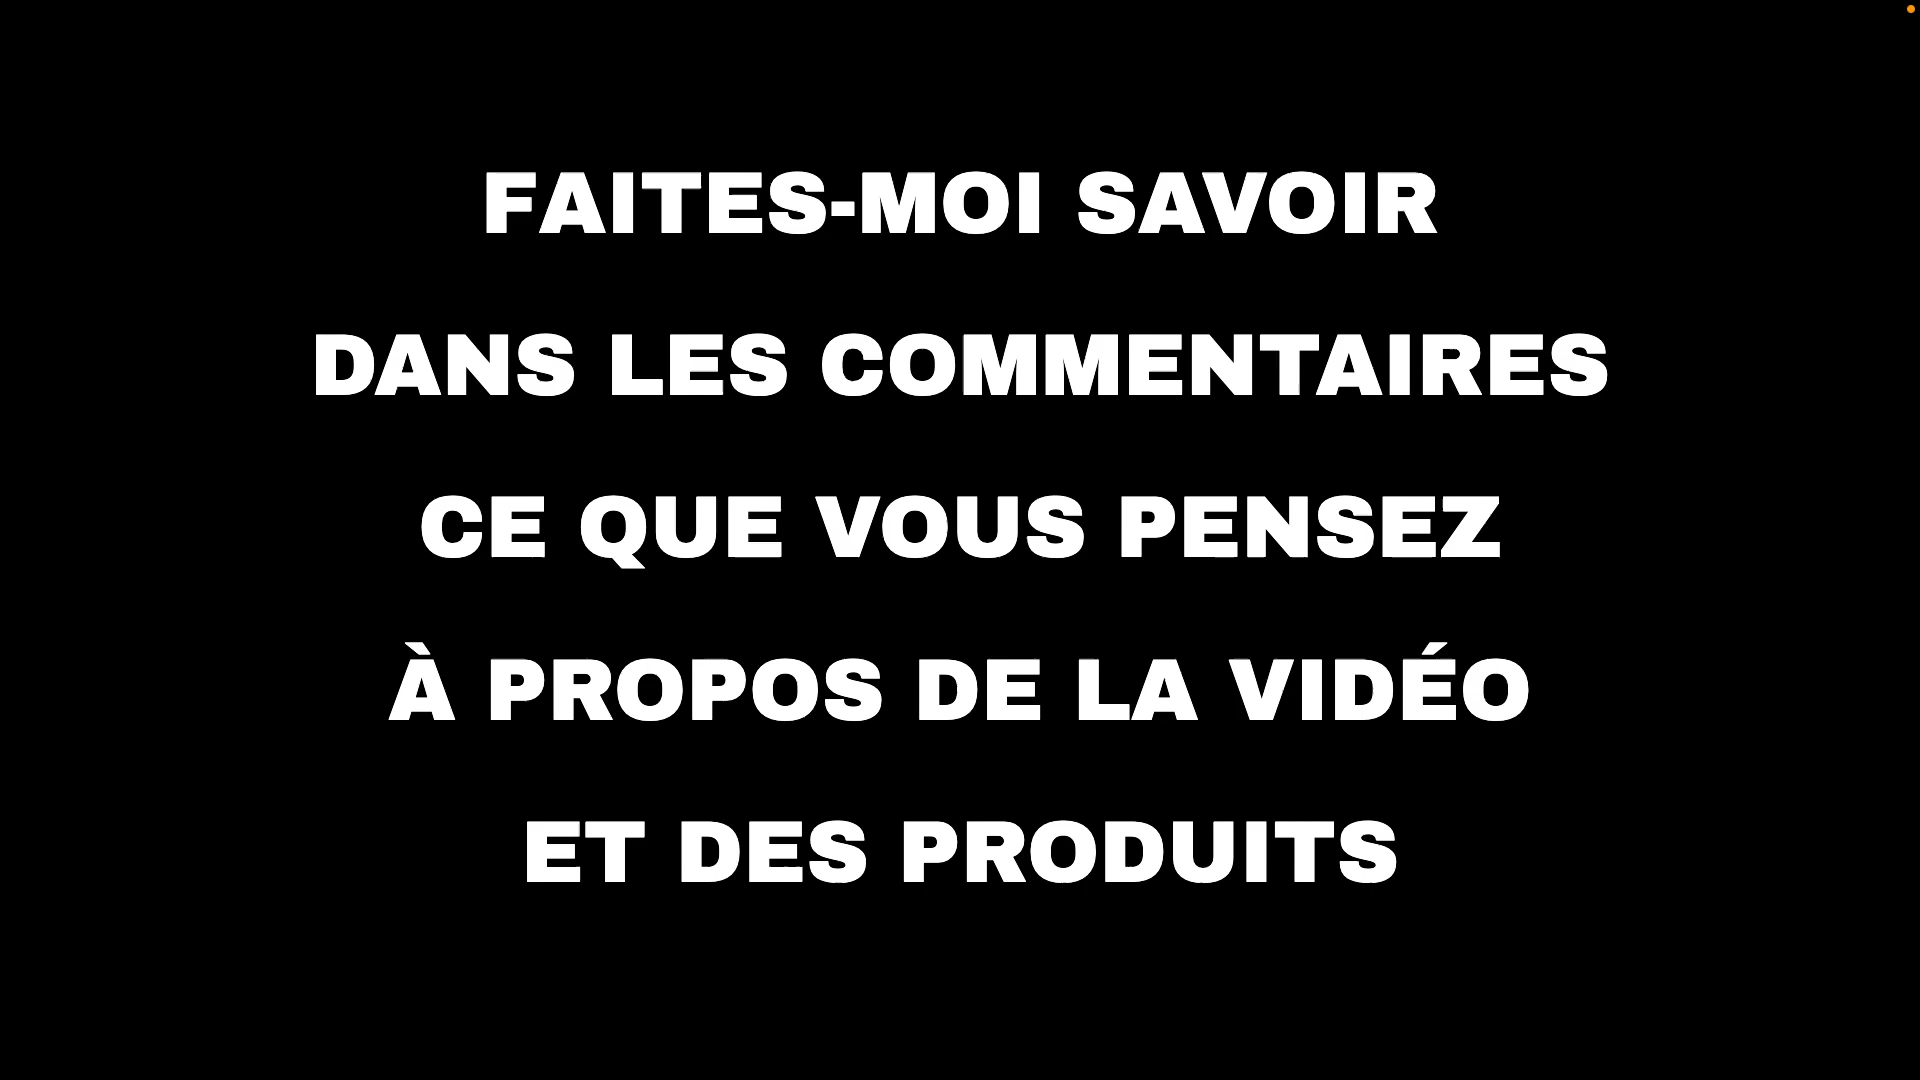 FAITES-MOI SAVOIR
DANS LES COMMENTAIRES
CE QUE VOUS PENSEZ
À PROPOS DE LA VIDÉO
ET DES PRODUITS